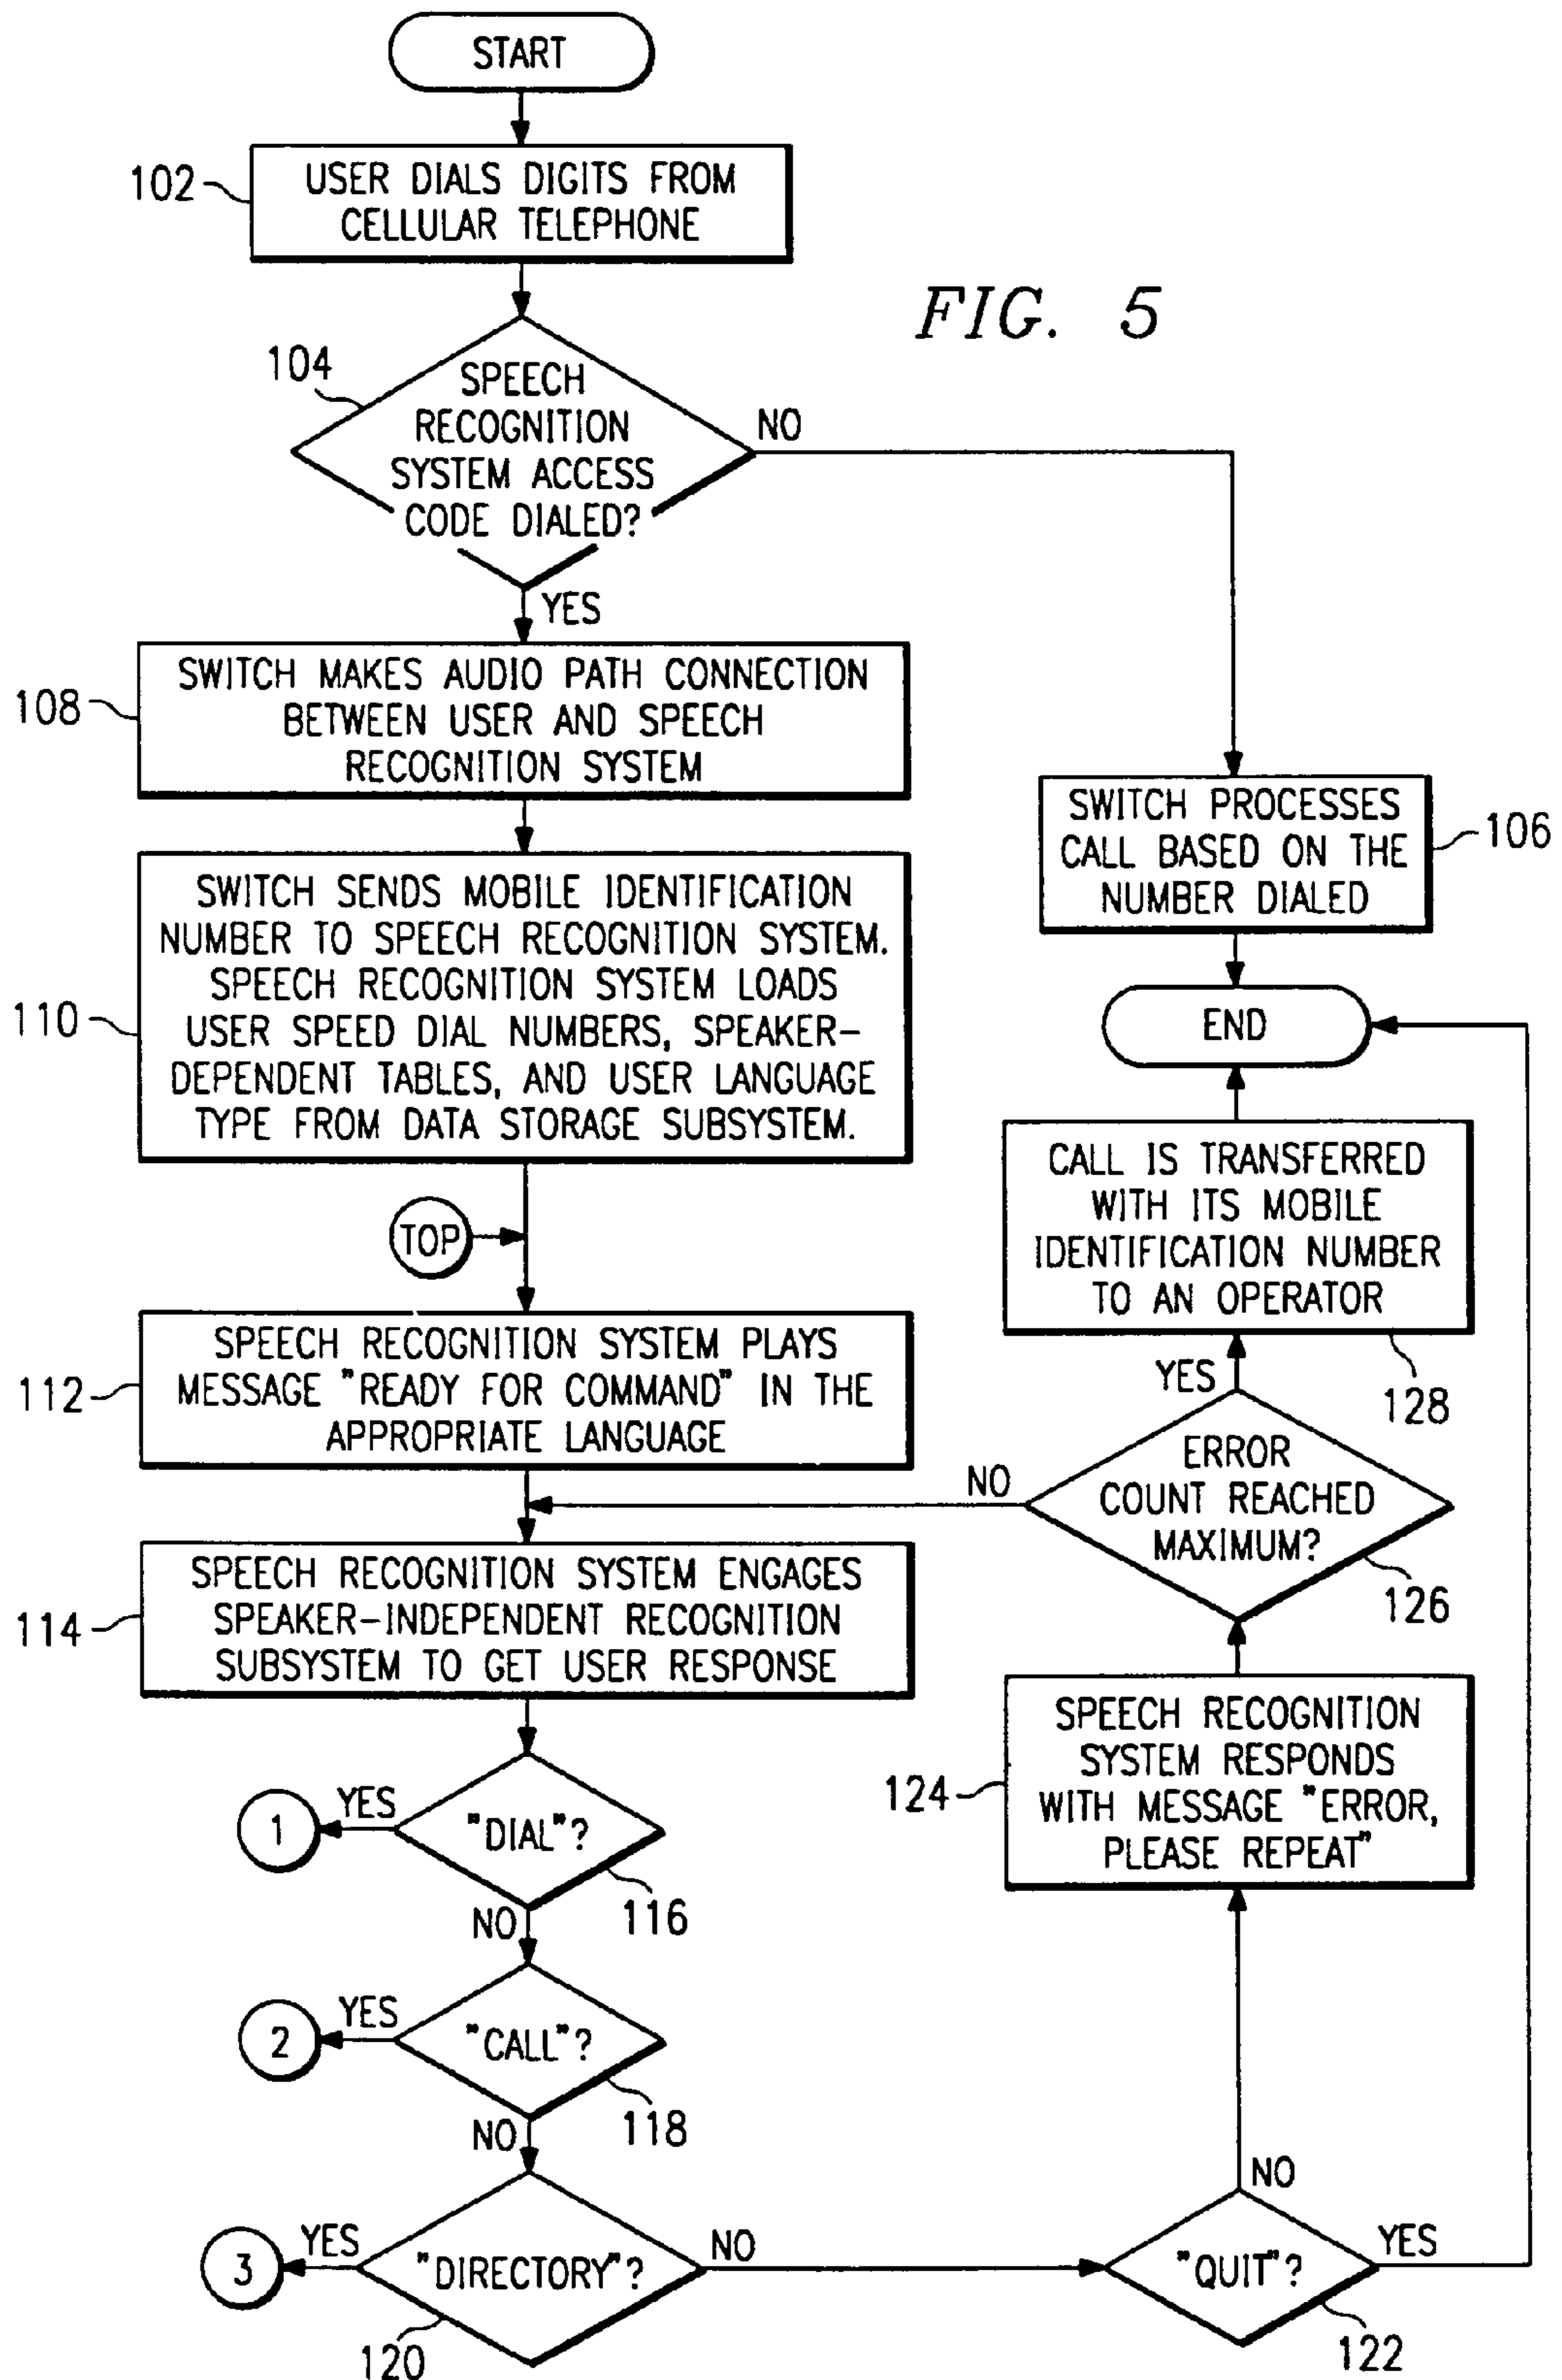 START
102
USER DIALS DIGITS FROM
CELLULAR TELEPHONE
FIG. 5
104
SPEECH
RECOGNITION
SYSTEM ACCESS
CODE DIALED?
NO
YES
108
SWITCH MAKES AUDIO PATH CONNECTION
BETWEEN USER AND SPEECH
RECOGNITION SYSTEM
SWITCH PROCESSES
CALL BASED ON THE
NUMBER DIALED
106
110
SWITCH SENDS MOBILE IDENTIFICATION
NUMBER TO SPEECH RECOGNITION SYSTEM.
SPEECH RECOGNITION SYSTEM LOADS
USER SPEED DIAL NUMBERS, SPEAKER-
DEPENDENT TABLES, AND USER LANGUAGE
TYPE FROM DATA STORAGE SUBSYSTEM.
END
TOP
CALL IS TRANSFERRED
WITH ITS MOBILE
IDENTIFICATION NUMBER
TO AN OPERATOR
128
YES
112
SPEECH RECOGNITION SYSTEM PLAYS
MESSAGE "READY FOR COMMAND" IN THE
APPROPRIATE LANGUAGE
ERROR
COUNT REACHED
MAXIMUM?
126
NO
114
SPEECH RECOGNITION SYSTEM ENGAGES
SPEAKER-INDEPENDENT RECOGNITION
SUBSYSTEM TO GET USER RESPONSE
124
SPEECH RECOGNITION
SYSTEM RESPONDS
WITH MESSAGE "ERROR,
PLEASE REPEAT"
1
YES
"DIAL"?
116
NO
2
YES
"CALL"?
118
NO
3
YES
"DIRECTORY"?
120
NO
NO
"QUIT"?
YES
122